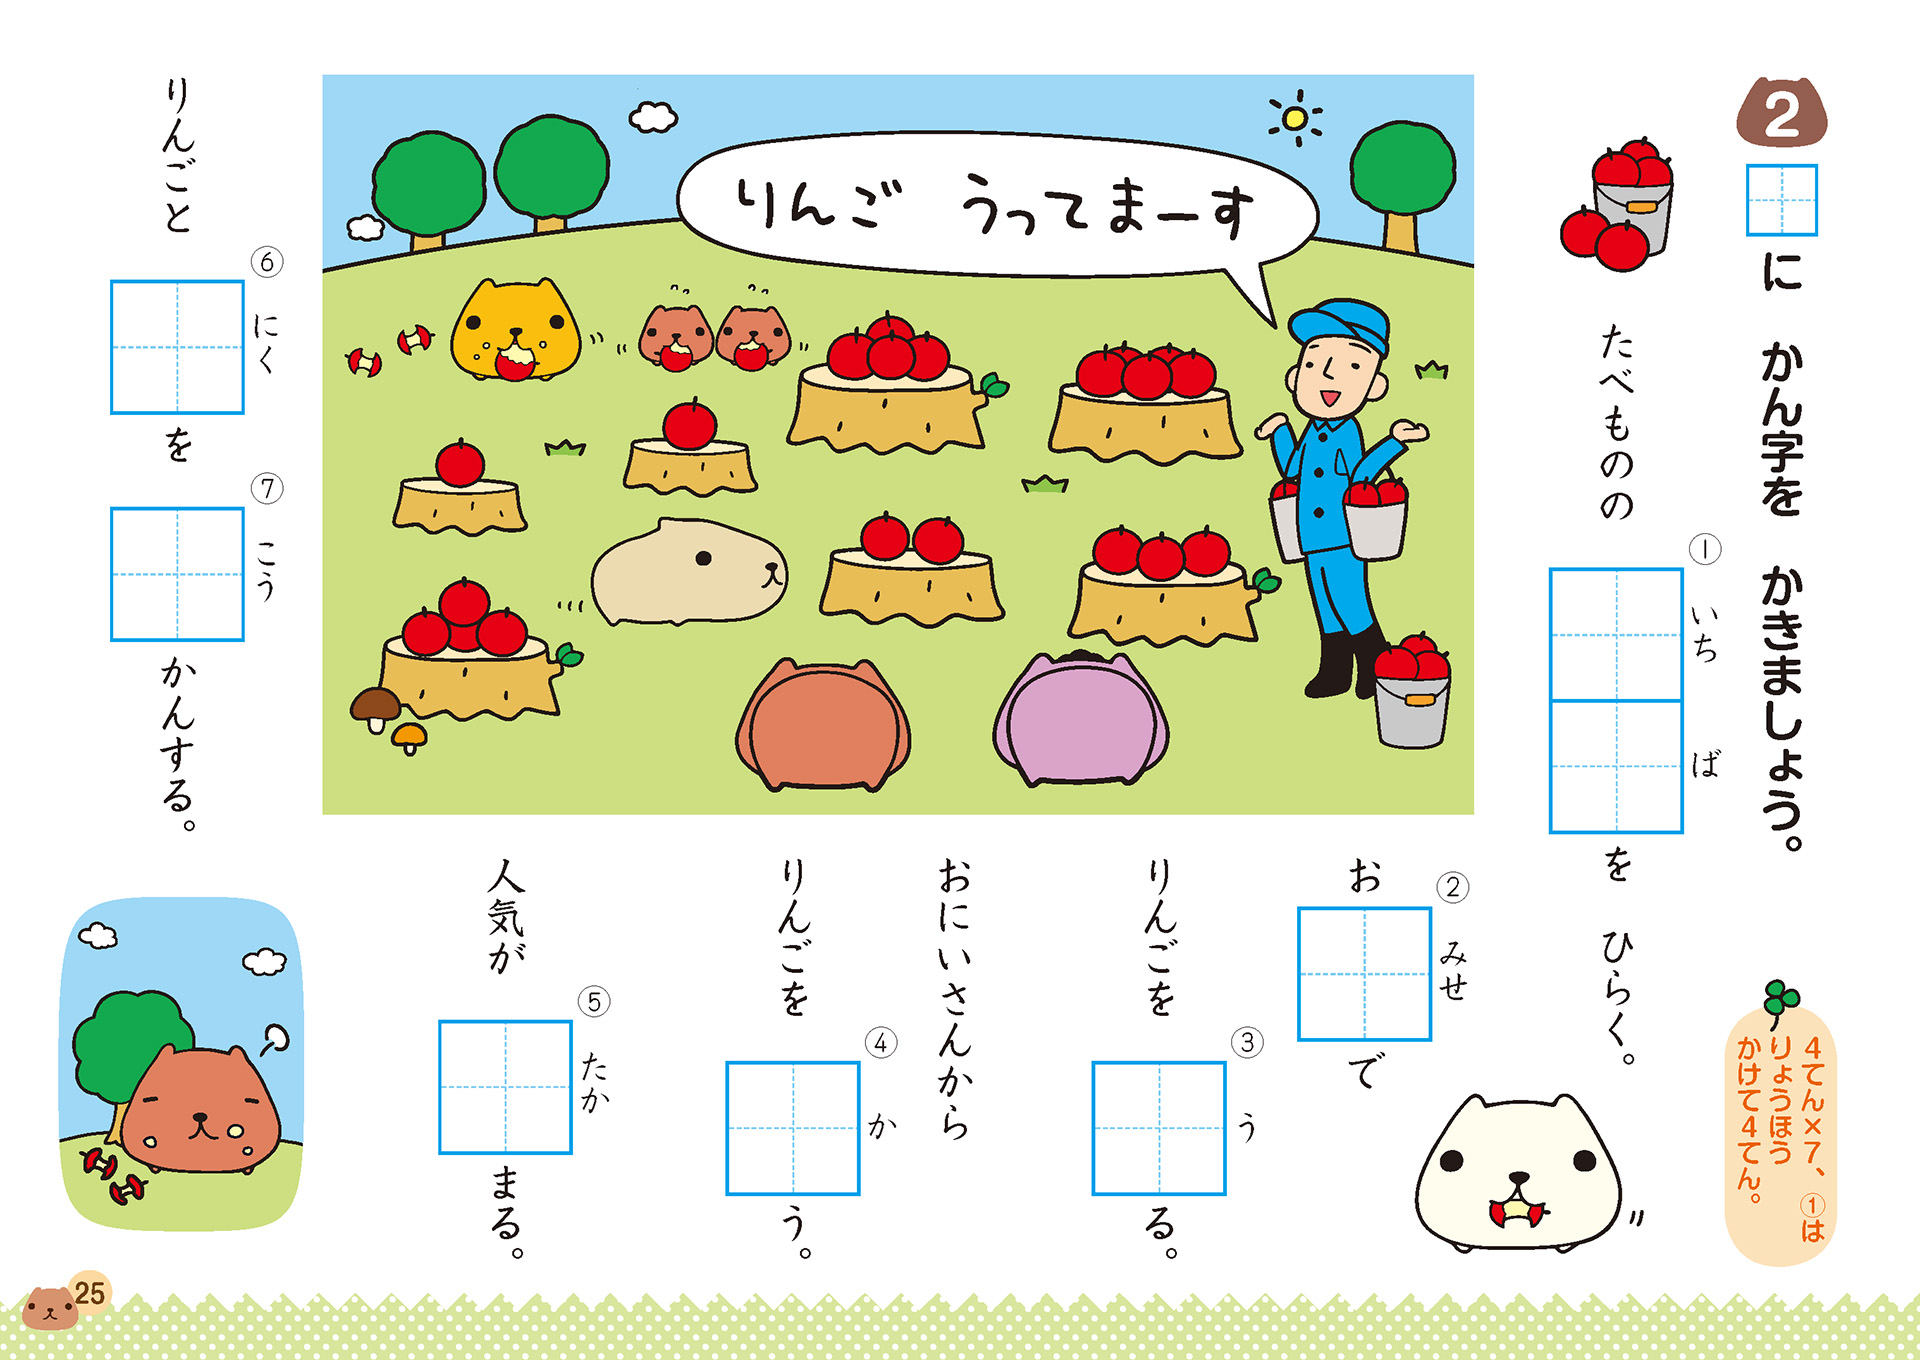 2
に かん字を かきましょう。
4てん×7、①は
りょうほう
かけて4てん。
たべものの ① を ひらく。
いちば
お ② で
みせ
りんごを ③ る。
う
おにいさんから
りんごを ④ う。
か
人気が ⑤ まる。
たか
りんごと ⑥ を ⑦ かんする。
にく
こう
りんご うってまーす
25